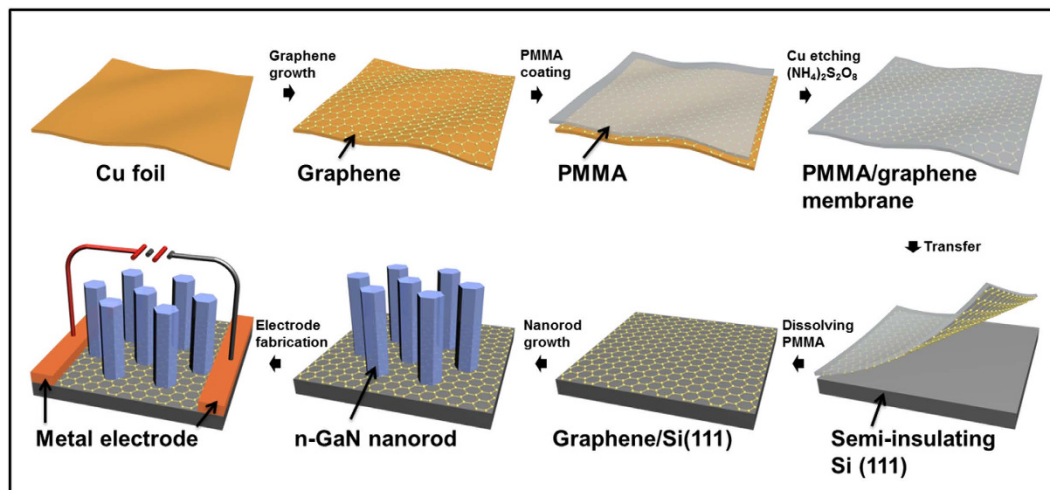 Graphene
growth
PMMA
coating
Cu etching
(NH₄)₂S₂O₈
Cu foil
Graphene
PMMA
PMMA/graphene
membrane
Transfer
Dissolving
PMMA
Nanorod
growth
Electrode
fabrication
Semi-insulating
Si (111)
Graphene/Si(111)
n-GaN nanorod
Metal electrode